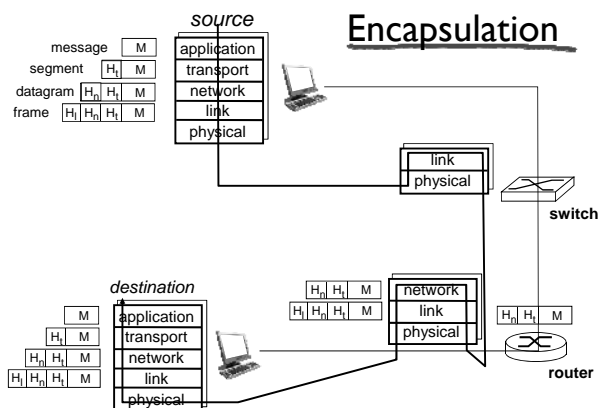 source
Encapsulation
message M
application
segment Ht M
transport
datagram Hn Ht M
network
frame Hl Hn Ht M
link
physical
link
physical
switch
destination
Hn Ht M
network
Hn Ht M
M
application
Hl Hn Ht M
link
Ht M
transport
physical
Hn Ht M
network
router
Hl Hn Ht M
link
physical